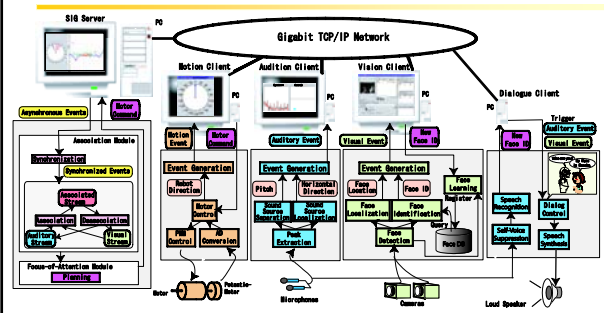 SIG Server
PC
Gigabit TCP/IP Network
Motion Client
PC
Audition Client
PC
Vision Client
PC
Dialogue Client
PC
Asynchronous Events
Motor
Command
Association Module
Synchronization
Synchronized Events
Associated
Stream
Association
Deassociation
Auditory
Stream
Visual
Stream
Focus-of-Attention Module
Planning
Motion
Event
Motor
Command
Event Generation
Robot
Direction
Motor
Control
PWM
Control
AD
Conversion
Motor
Potentio-
Meter
Auditory Event
Event Generation
Pitch
Horizontal
Direction
Sound
Source
Separation
Sound
Source
Localization
Peak
Extraction
Microphones
Visual Event
New
Face ID
Event Generation
Face
Location
Face ID
Face
Learning
Register
Face
Localization
Face
Identification
Query
Face
Detection
Face DB
Cameras
New
Face ID
Trigger
Auditory Event
Visual Event
Speech
Recognition
Dialog
Control
Self-Voice
Suppression
Speech
Synthesis
Loud Speaker